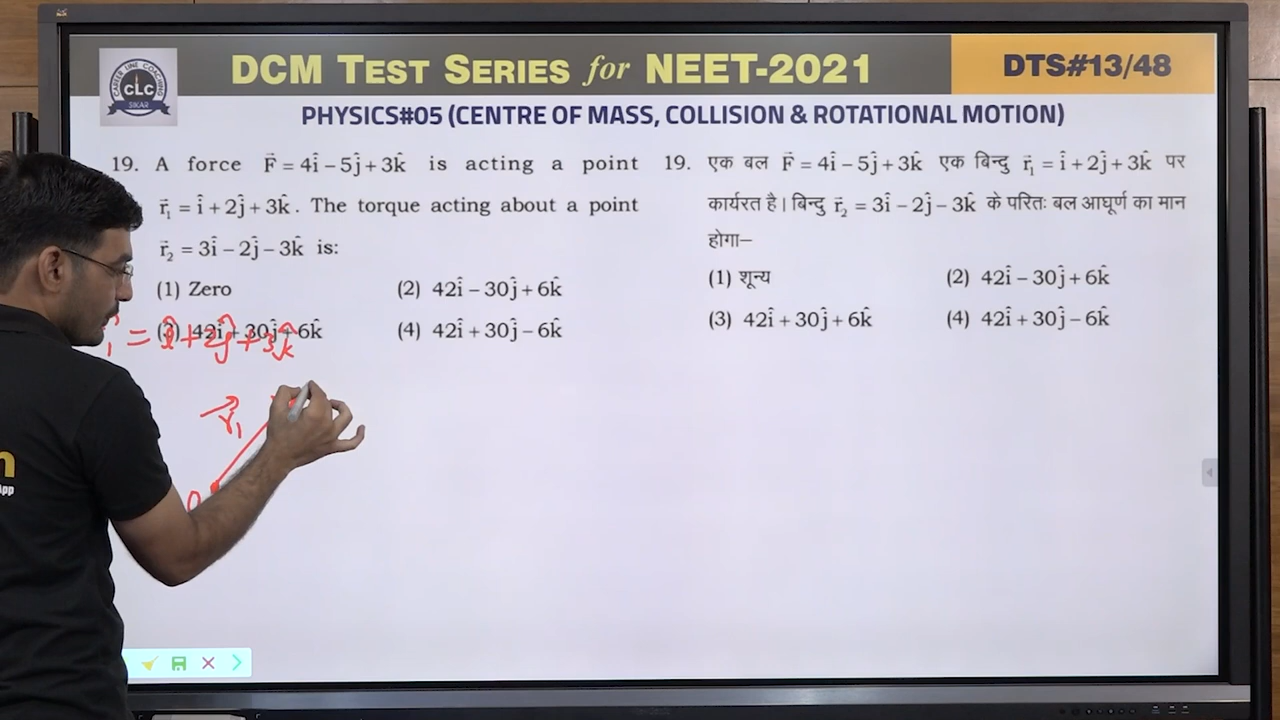 DCM TEST SERIES for NEET-2021
DTS#13/48
CAREER LINE COACHING
CLC
SIKAR
PHYSICS#05 (CENTRE OF MASS, COLLISION & ROTATIONAL MOTION)
19. A force F⃗ = 4î − 5ĵ + 3k̂ is acting a point
r⃗₁ = î + 2ĵ + 3k̂. The torque acting about a point
r⃗₂ = 3î − 2ĵ − 3k̂ is:
(1) Zero (2) 42î − 30ĵ + 6k̂
(3) 42î + 30ĵ + 6k̂ (4) 42î + 30ĵ − 6k̂
19. एक बल F⃗ = 4î − 5ĵ + 3k̂ एक बिन्दु r⃗₁ = î + 2ĵ + 3k̂ पर
कार्यरत है। बिन्दु r⃗₂ = 3î − 2ĵ − 3k̂ के परितः बल आघूर्ण का मान
होगा–
(1) शून्य (2) 42î − 30ĵ + 6k̂
(3) 42î + 30ĵ + 6k̂ (4) 42î + 30ĵ − 6k̂
₁ = î + 2ĵ + 3k̂
r⃗₁
O
n
App